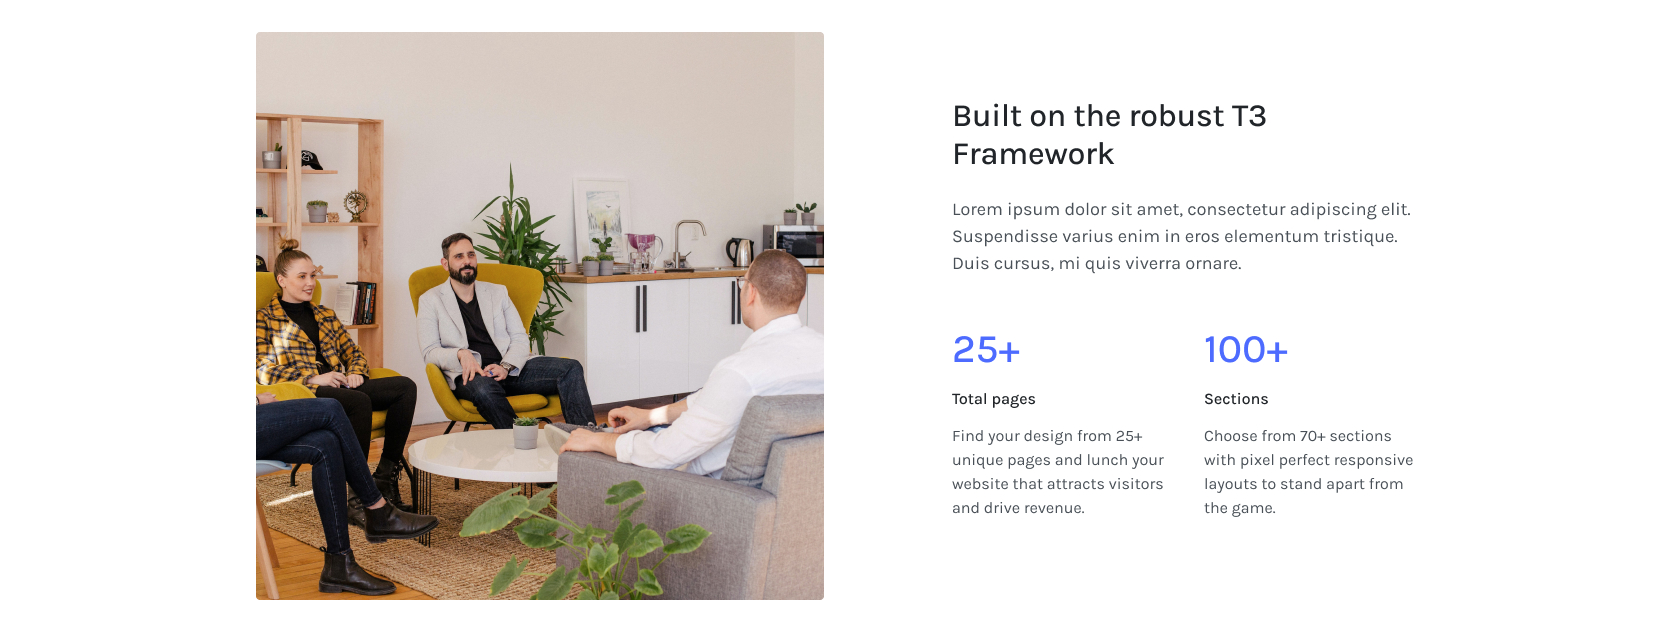 Built on the robust T3
Framework
Lorem ipsum dolor sit amet, consectetur adipiscing elit.
Suspendisse varius enim in eros elementum tristique.
Duis cursus, mi quis viverra ornare.
25+
Total pages
Find your design from 25+
unique pages and lunch your
website that attracts visitors
and drive revenue.
100+
Sections
Choose from 70+ sections
with pixel perfect responsive
layouts to stand apart from
the game.